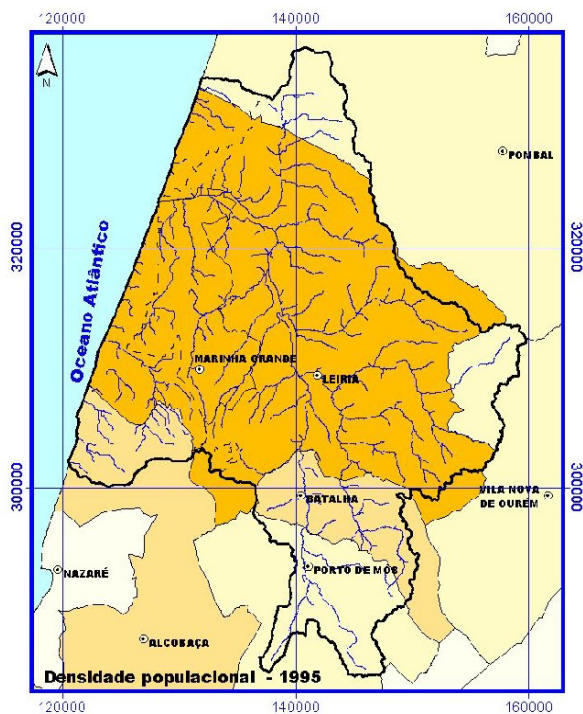 120000
140000
160000
N
POMBAL
320000
320000
Oceano Atlântico
MARINHA GRANDE
LEIRIA
300000
300000
VILA NOVA
DE OURÉM
BATALHA
NAZARÉ
PORTO DE MÓS
ALCOBAÇA
Densidade populacional - 1995
120000
140000
160000